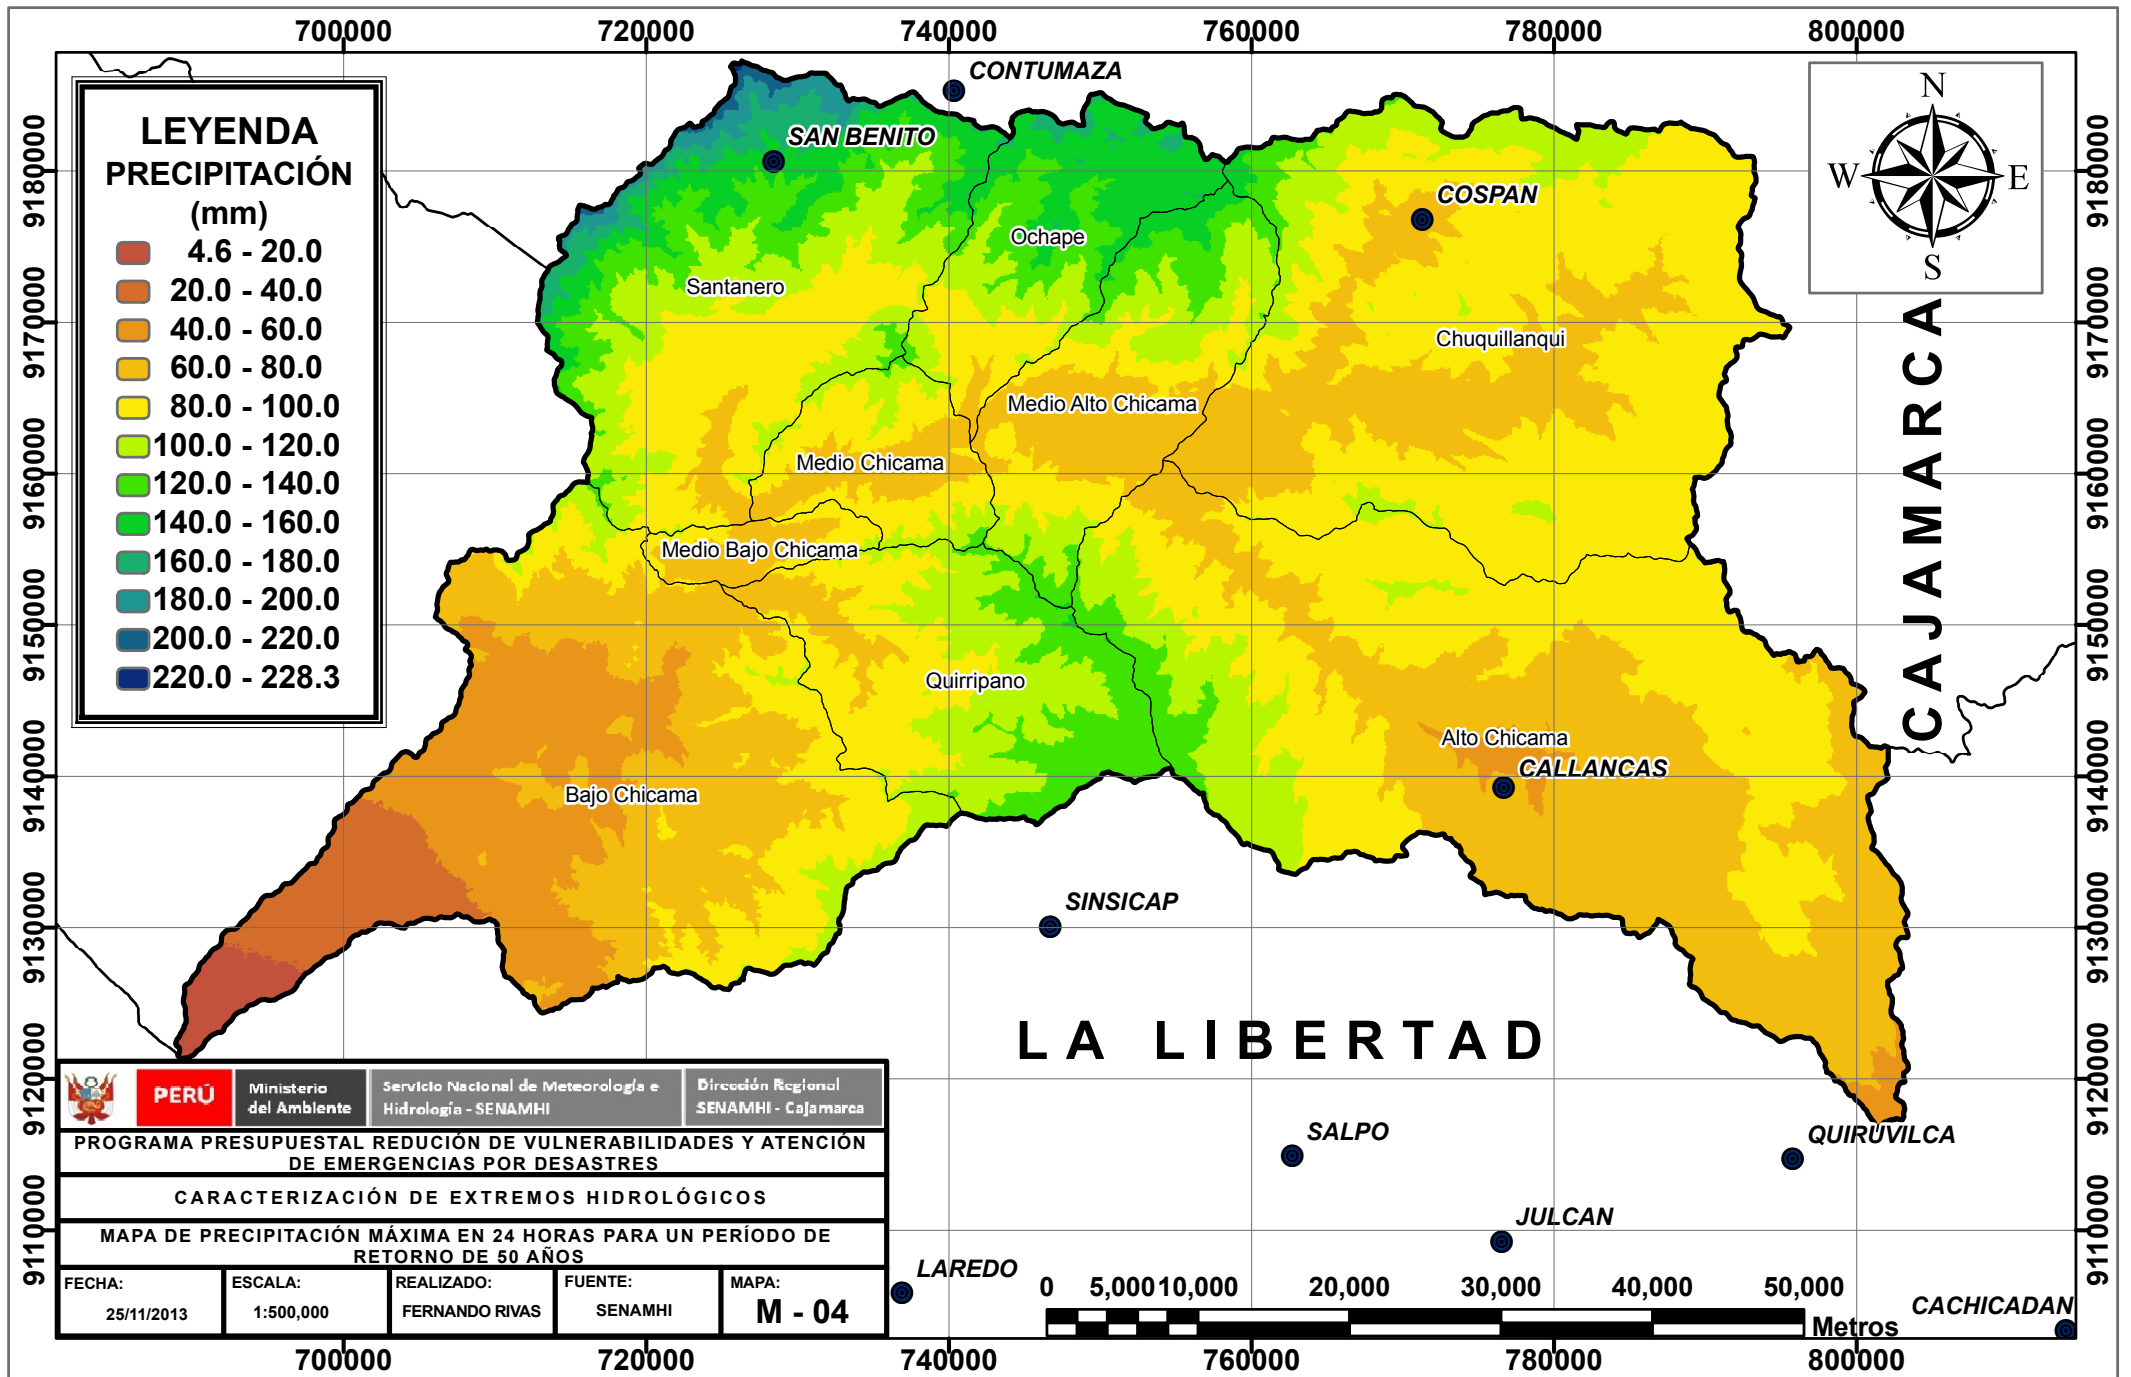 700000
720000
740000
760000
780000
800000
LEYENDA
PRECIPITACIÓN
(mm)
4.6 - 20.0
20.0 - 40.0
40.0 - 60.0
60.0 - 80.0
80.0 - 100.0
100.0 - 120.0
120.0 - 140.0
140.0 - 160.0
160.0 - 180.0
180.0 - 200.0
200.0 - 220.0
220.0 - 228.3
9180000
9170000
9160000
9150000
9140000
9130000
9120000
9110000
CONTUMAZA
SAN BENITO
COSPAN
Ochape
Santanero
Chuquillanqui
Medio Alto Chicama
Medio Chicama
Medio Bajo Chicama
Quirripano
Alto Chicama
CALLANCAS
Bajo Chicama
SINSICAP
LA LIBERTAD
SALPO
QUIRUVILCA
JULCAN
LAREDO
CACHICADAN
N
W
E
S
CAJAMARCA
9180000
9170000
9160000
9150000
9140000
9130000
9120000
9110000
PERÚ
Ministerio
del Ambiente
Servicio Nacional de Meteorología e
Hidrología - SENAMHI
Dirección Regional
SENAMHI - Cajamarca
PROGRAMA PRESUPUESTAL REDUCIÓN DE VULNERABILIDADES Y ATENCIÓN
DE EMERGENCIAS POR DESASTRES
CARACTERIZACIÓN DE EXTREMOS HIDROLÓGICOS
MAPA DE PRECIPITACIÓN MÁXIMA EN 24 HORAS PARA UN PERÍODO DE
RETORNO DE 50 AÑOS
FECHA:
25/11/2013
ESCALA:
1:500,000
REALIZADO:
FERNANDO RIVAS
FUENTE:
SENAMHI
MAPA:
M - 04
0 5,000 10,000 20,000 30,000 40,000 50,000
Metros
700000
720000
740000
760000
780000
800000